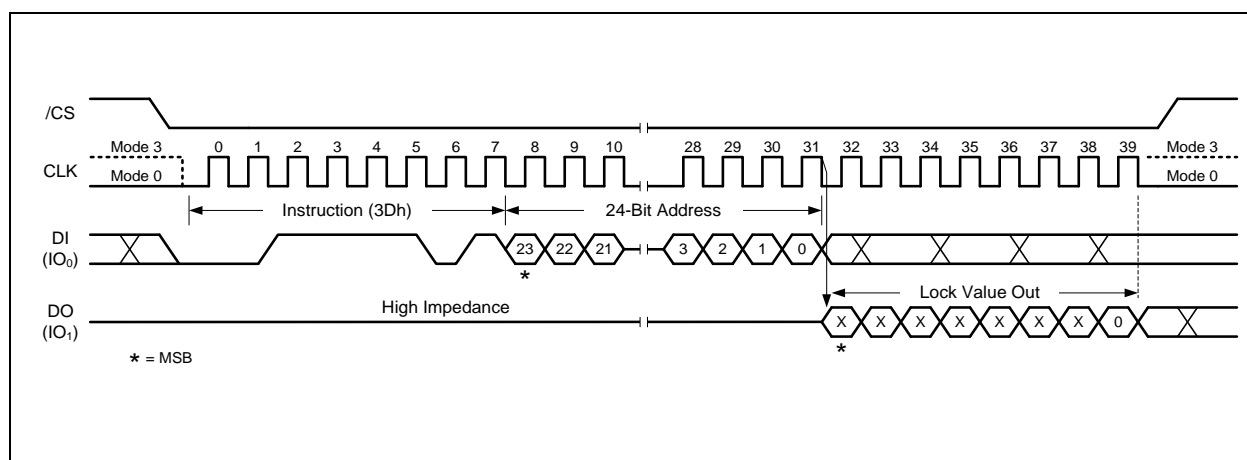 /CS
Mode 3 0 1 2 3 4 5 6 7 8 9 10 28 29 30 31 32 33 34 35 36 37 38 39 Mode 3
CLK
Mode 0 Mode 0
Instruction (3Dh) 24-Bit Address
DI
(IO₀)
23 22 21 3 2 1 0
*
Lock Value Out
High Impedance
DO
(IO₁)
X X X X X X X 0
*
* = MSB